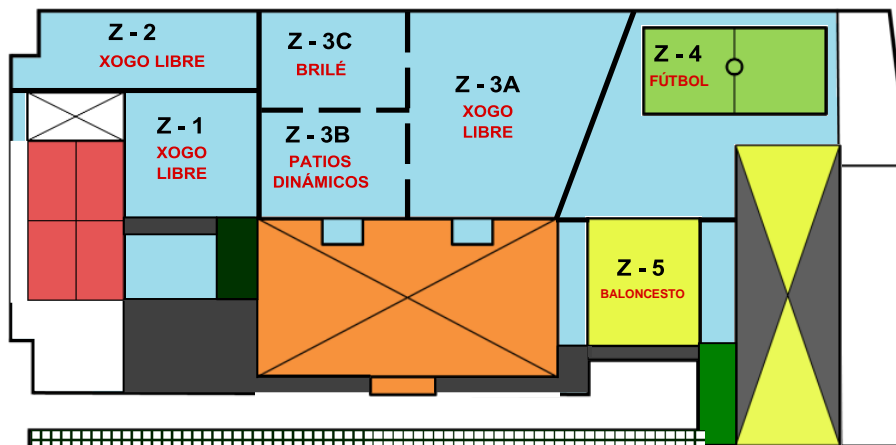 Z - 2
XOGO LIBRE
Z - 3C
BRILÉ
Z - 3A
XOGO
LIBRE
Z - 4
FÚTBOL
Z - 1
XOGO
LIBRE
Z - 3B
PATIOS
DINÁMICOS
Z - 5
BALONCESTO